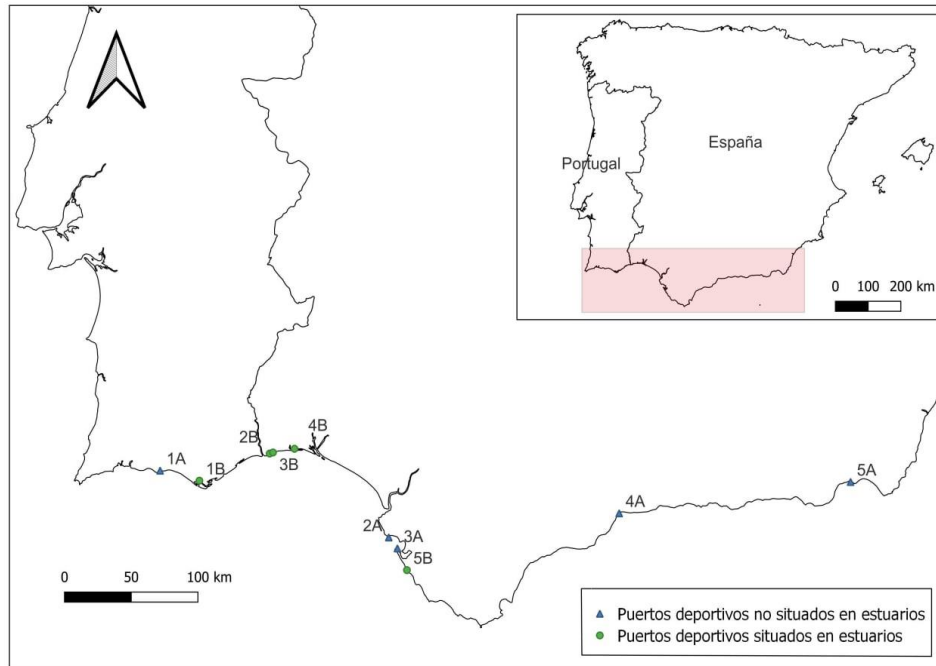 España
Portugal
0 100 200 km
4B
2B
3B
1A
1B
5A
4A
2A
3A
5B
0 50 100 km
Puertos deportivos no situados en estuarios
Puertos deportivos situados en estuarios